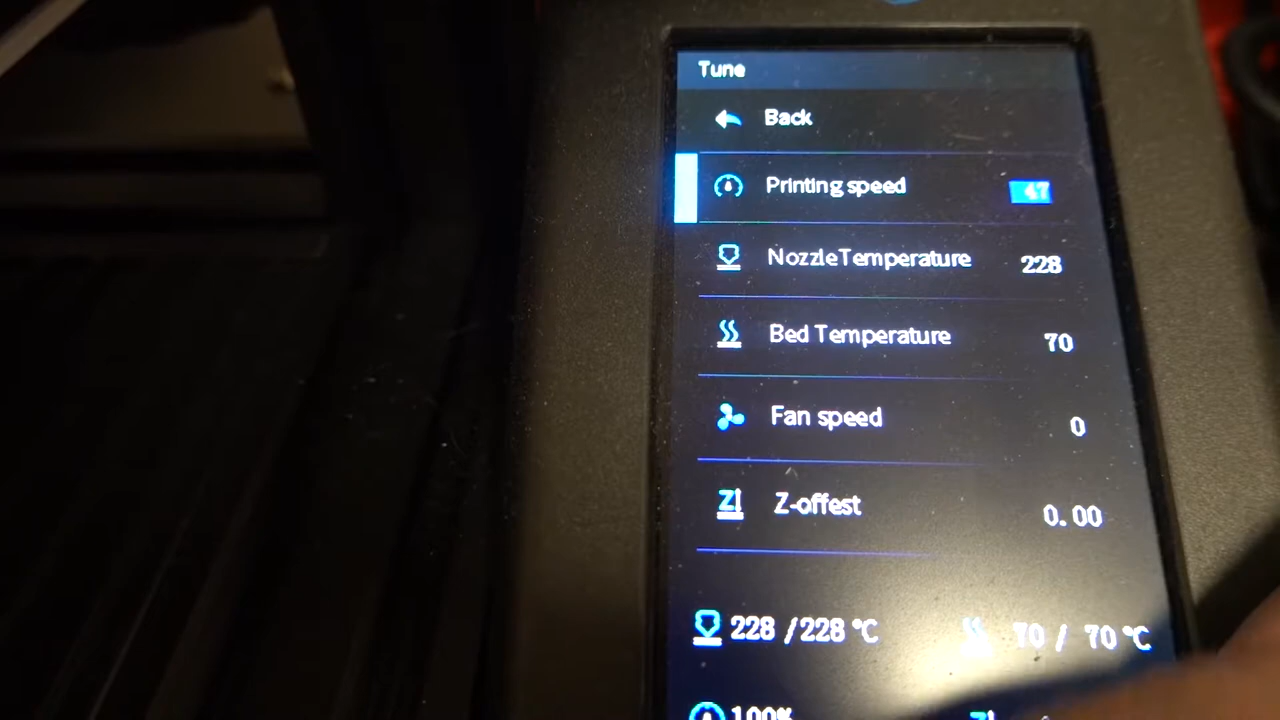 Tune
Back
Printing speed 47
NozzleTemperature 228
Bed Temperature 70
Fan speed 0
Z-offest 0.00
228 /228 °C 70 / 70 °C
100%